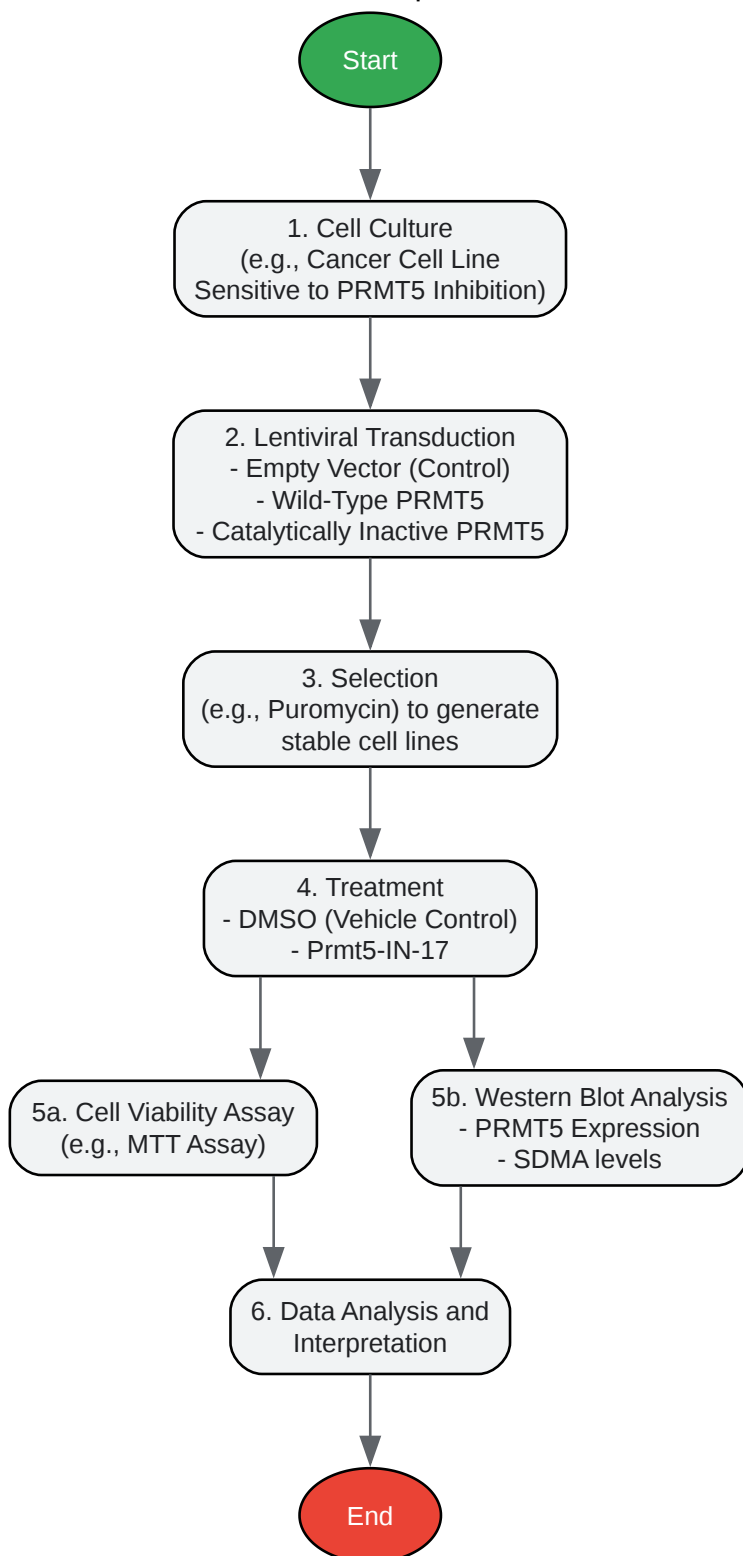 Start
1. Cell Culture
(e.g., Cancer Cell Line
Sensitive to PRMT5 Inhibition)
2. Lentiviral Transduction
- Empty Vector (Control)
- Wild-Type PRMT5
- Catalytically Inactive PRMT5
3. Selection
(e.g., Puromycin) to generate
stable cell lines
4. Treatment
- DMSO (Vehicle Control)
- Prmt5-IN-17
5a. Cell Viability Assay
(e.g., MTT Assay)
5b. Western Blot Analysis
- PRMT5 Expression
- SDMA levels
6. Data Analysis and
Interpretation
End